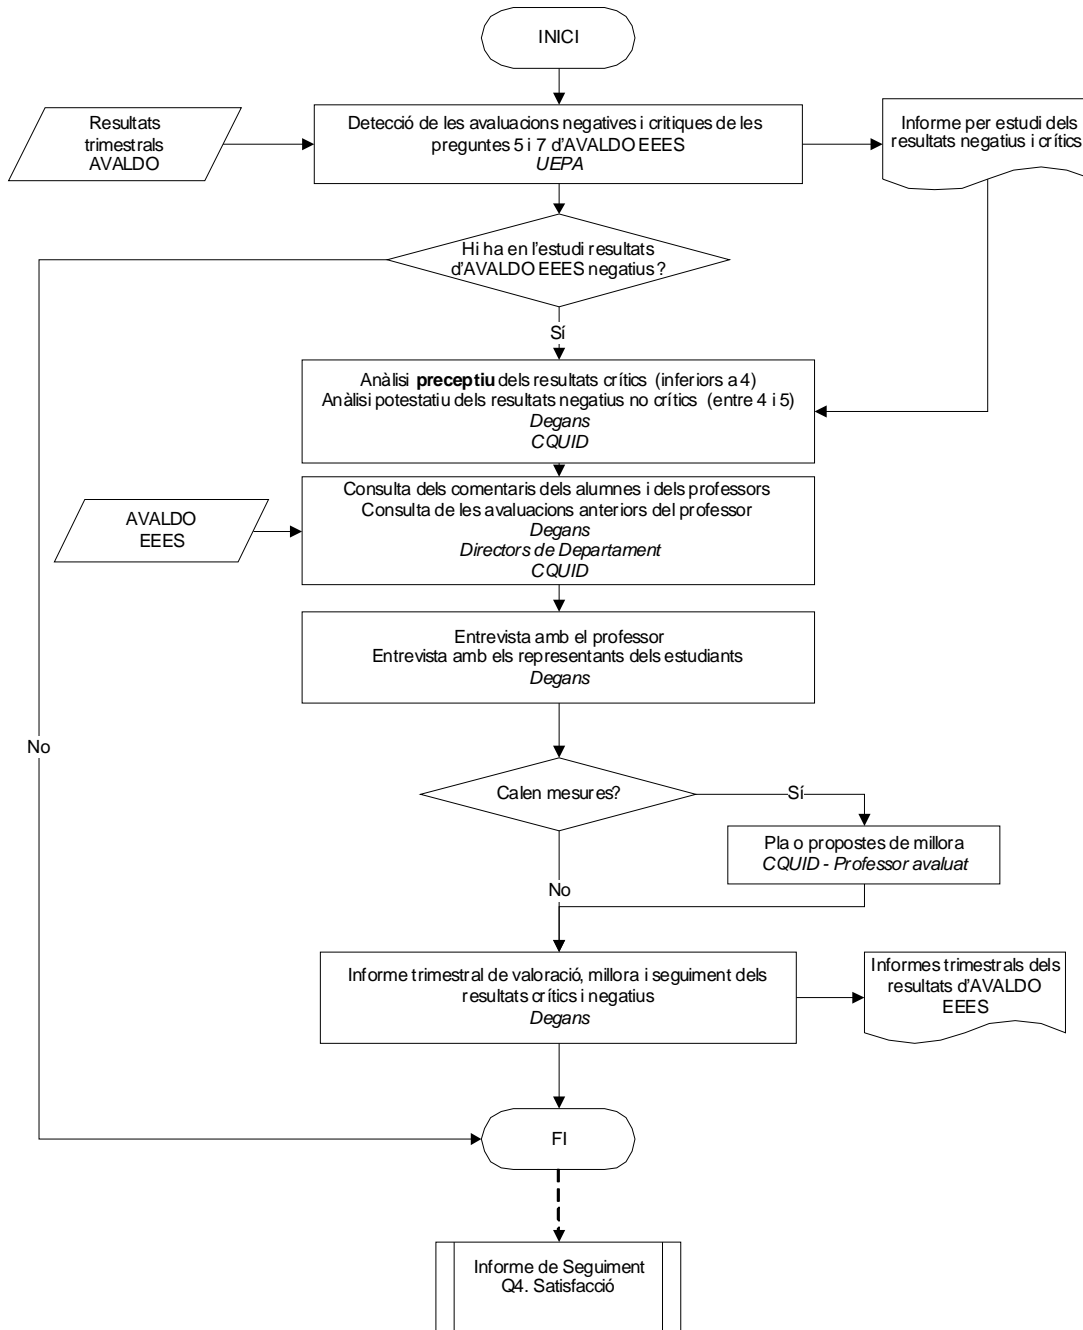 INICI
Resultats
trimestrals
AVALDO
Detecció de les avaluacions negatives i critiques de les
preguntes 5 i 7 d'AVALDO EEES
UEPA
Informe per estudi dels
resultats negatius i crítics
Hi ha en l'estudi resultats
d'AVALDO EEES negatius?
Sí
Anàlisi preceptiu dels resultats crítics (inferiors a 4)
Anàlisi potestatiu dels resultats negatius no crítics (entre 4 i 5)
Degans
CQUID
AVALDO
EEES
Consulta dels comentaris dels alumnes i dels professors
Consulta de les avaluacions anteriors del professor
Degans
Directors de Departament
CQUID
Entrevista amb el professor
Entrevista amb els representants dels estudiants
Degans
No
Calen mesures?
Sí
Pla o propostes de millora
CQUID - Professor avaluat
No
Informe trimestral de valoració, millora i seguiment dels
resultats crítics i negatius
Degans
Informes trimestrals dels
resultats d'AVALDO
EEES
FI
Informe de Seguiment
Q4. Satisfacció